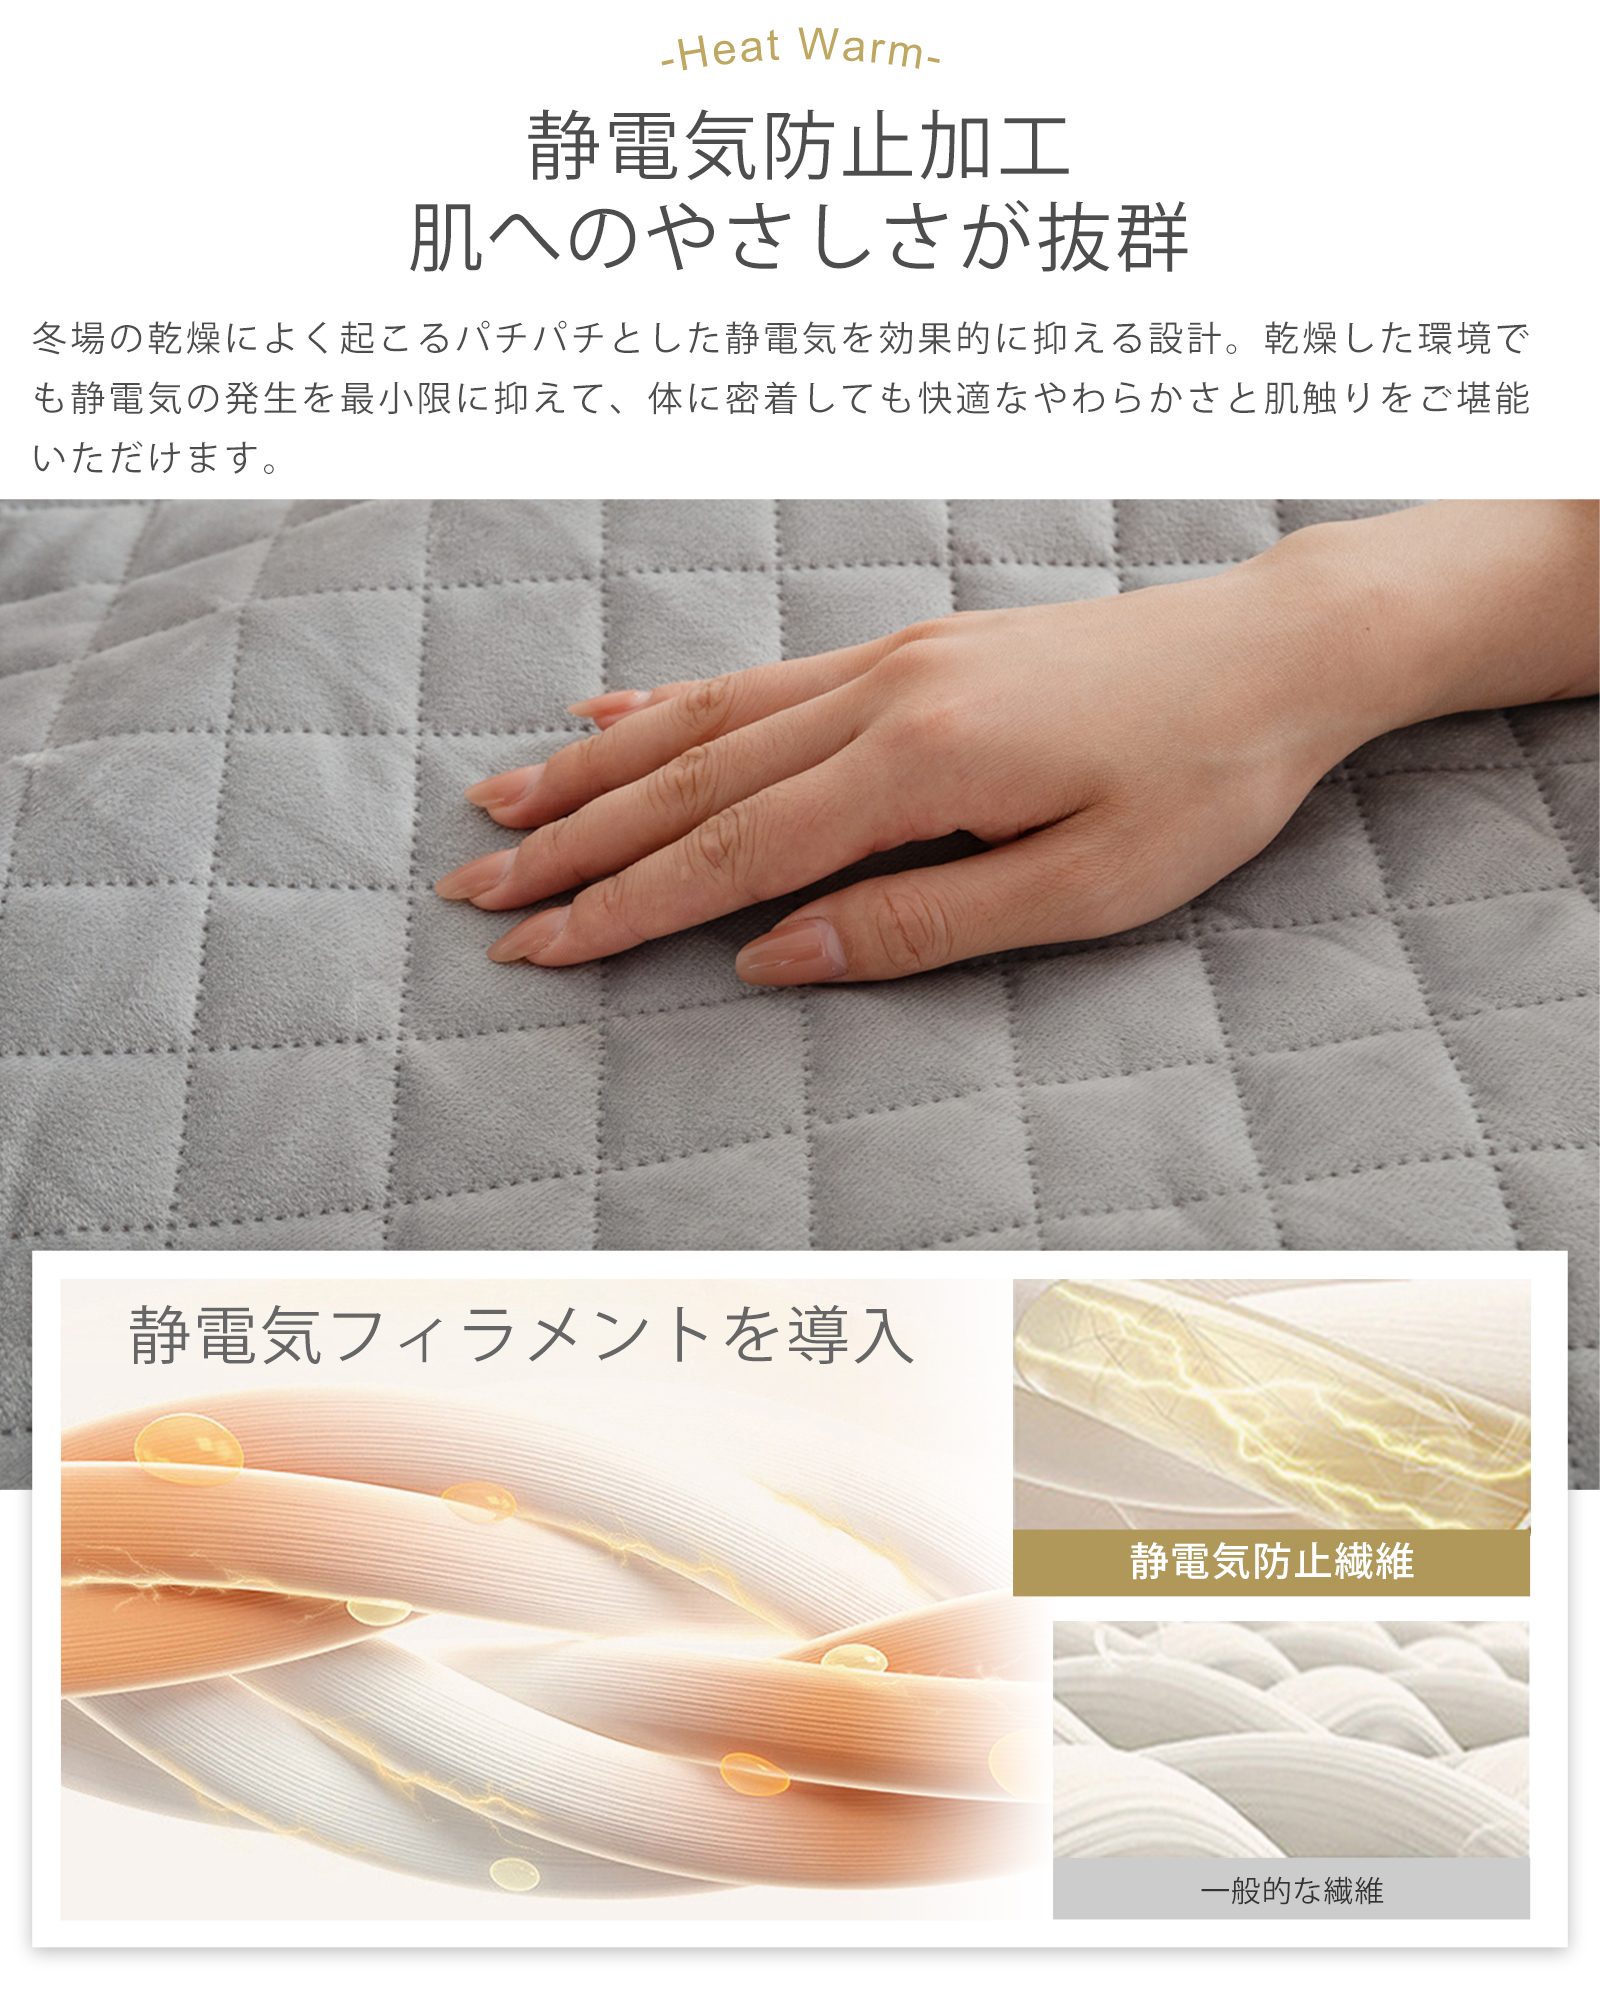 -Heat Warm-
静電気防止加工
肌へのやさしさが抜群
冬場の乾燥によく起こるパチパチとした静電気を効果的に抑える設計。乾燥した環境で
も静電気の発生を最小限に抑えて、体に密着しても快適なやわらかさと肌触りをご堪能
いただけます。
静電気フィラメントを導入
静電気防止繊維
一般的な繊維